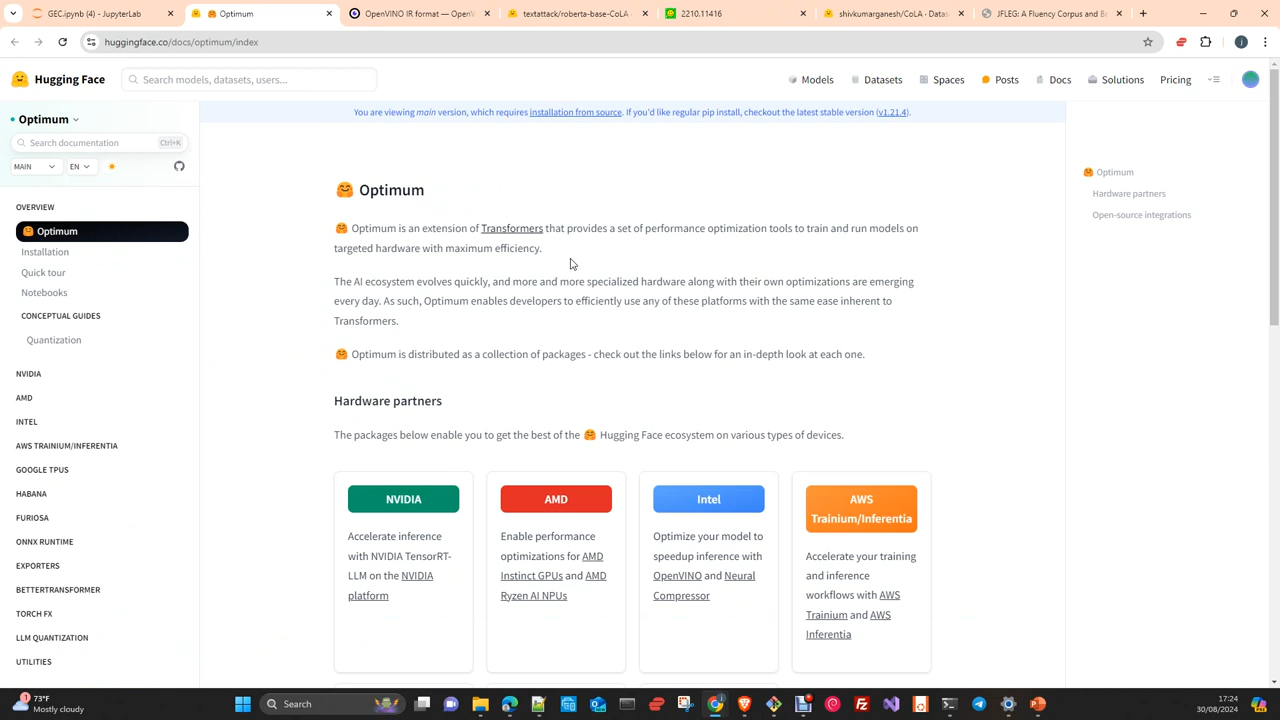 GEC.ipynb (4) - JupyterLab
Optimum
OpenVINO IR format — OpenV
textattack/roberta-base-CoLA
2210.11416
shivkumarganesh/CoLA · Datas
JFLEG: A Fluency Corpus and Be
huggingface.co/docs/optimum/index
Hugging Face
Search models, datasets, users...
Models
Datasets
Spaces
Posts
Docs
Solutions
Pricing
Optimum
Search documentation
Ctrl+K
MAIN
EN
OVERVIEW
Optimum
Installation
Quick tour
Notebooks
CONCEPTUAL GUIDES
Quantization
NVIDIA
AMD
INTEL
AWS TRAINIUM/INFERENTIA
GOOGLE TPUS
HABANA
FURIOSA
ONNX RUNTIME
EXPORTERS
BETTERTRANSFORMER
TORCH FX
LLM QUANTIZATION
UTILITIES
You are viewing main version, which requires installation from source. If you'd like regular pip install, checkout the latest stable version (v1.21.4).
Optimum
Optimum is an extension of Transformers that provides a set of performance optimization tools to train and run models on
targeted hardware with maximum efficiency.
The AI ecosystem evolves quickly, and more and more specialized hardware along with their own optimizations are emerging
every day. As such, Optimum enables developers to efficiently use any of these platforms with the same ease inherent to
Transformers.
Optimum is distributed as a collection of packages - check out the links below for an in-depth look at each one.
Hardware partners
The packages below enable you to get the best of the Hugging Face ecosystem on various types of devices.
NVIDIA
Accelerate inference
with NVIDIA TensorRT-
LLM on the NVIDIA
platform
AMD
Enable performance
optimizations for AMD
Instinct GPUs and AMD
Ryzen AI NPUs
Intel
Optimize your model to
speedup inference with
OpenVINO and Neural
Compressor
AWS
Trainium/Inferentia
Accelerate your training
and inference
workflows with AWS
Trainium and AWS
Inferentia
Optimum
Hardware partners
Open-source integrations
73°F
Mostly cloudy
Search
17:24
30/08/2024